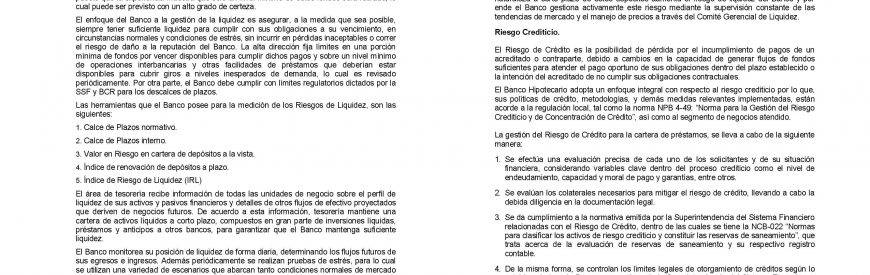 cual puede ser previsto con un alto grado de certeza.
El enfoque del Banco a la gestión de la liquidez es asegurar, a la medida que sea posible,
siempre tener suficiente liquidez para cumplir con sus obligaciones a su vencimiento, en
circunstancias normales y condiciones de estrés, sin incurrir en pérdidas inaceptables o correr
el riesgo de daño a la reputación del Banco. La alta dirección fija límites en una porción
mínima de fondos por vencer disponibles para cumplir dichos pagos y sobre un nivel mínimo
de operaciones interbancarias y otras facilidades de préstamos que deberían estar
disponibles para cubrir giros a niveles inesperados de demanda, lo cual es revisado
periódicamente. Por otra parte, el Banco debe cumplir con límites regulatorios dictados por la
SSF y BCR para los descalces de plazos.
Las herramientas que el Banco posee para la medición de los Riesgos de Liquidez, son las
siguientes:
1. Calce de Plazos normativo.
2. Calce de Plazos interno.
3. Valor en Riesgo en cartera de depósitos a la vista.
4. Índice de renovación de depósitos a plazo.
5. Índice de Riesgo de Liquidez (IRL)
El área de tesorería recibe información de todas las unidades de negocio sobre el perfil de
liquidez de sus activos y pasivos financieros y detalles de otros flujos de efectivo proyectados
que deriven de negocios futuros. De acuerdo a esta información, tesorería mantiene una
cartera de activos líquidos a corto plazo, compuestos en gran parte de inversiones líquidas,
préstamos y anticipos a otros bancos, para garantizar que el Banco mantenga suficiente
liquidez.
El Banco monitorea su posición de liquidez de forma diaria, determinando los flujos futuros de
sus egresos e ingresos. Además periódicamente se realizan pruebas de estrés, para lo cual
se utilizan una variedad de escenarios que abarcan tanto condiciones normales de mercado
ende el Banco gestiona activamente este riesgo mediante la supervisión constante de las
tendencias de mercado y el manejo de precios a través del Comité Gerencial de Liquidez.
Riesgo Crediticio.
El Riesgo de Crédito es la posibilidad de pérdida por el incumplimiento de pagos de un
acreditado o contraparte, debido a cambios en la capacidad de generar flujos de fondos
suficientes para atender el pago oportuno de sus obligaciones dentro del plazo establecido o
la intención del acreditado de no cumplir sus obligaciones contractuales.
El Banco Hipotecario adopta un enfoque integral con respecto al riesgo crediticio por lo que,
sus políticas de crédito, metodologías, y demás medidas relevantes implementadas, están
acorde a la regulación local, tal como la norma NPB 4-49: “Norma para la Gestión del Riesgo
Crediticio y de Concentración de Crédito”, así como al segmento de negocios atendido.
La gestión del Riesgo de Crédito para la cartera de préstamos, se lleva a cabo de la siguiente
manera:
1. Se efectúa una evaluación precisa de cada uno de los solicitantes y de su situación
financiera, considerando variables clave dentro del proceso crediticio como el nivel de
endeudamiento, capacidad y moral de pago y garantías, entre otros.
2. Se evalúan los colaterales necesarios para mitigar el riesgo de crédito, llevando a cabo la
debida diligencia en la documentación legal.
3. Se da cumplimiento a la normativa emitida por la Superintendencia del Sistema Financiero
relacionadas con el Riesgo de Crédito, dentro de las cuales se tiene la NCB-022 “Normas
para clasificar los activos de riesgo crediticio y constituir las reservas de saneamiento”, que
trata acerca de la evaluación de reservas de saneamiento y su respectivo registro
contable.
4. De la misma forma, se controlan los límites legales de otorgamiento de créditos según lo